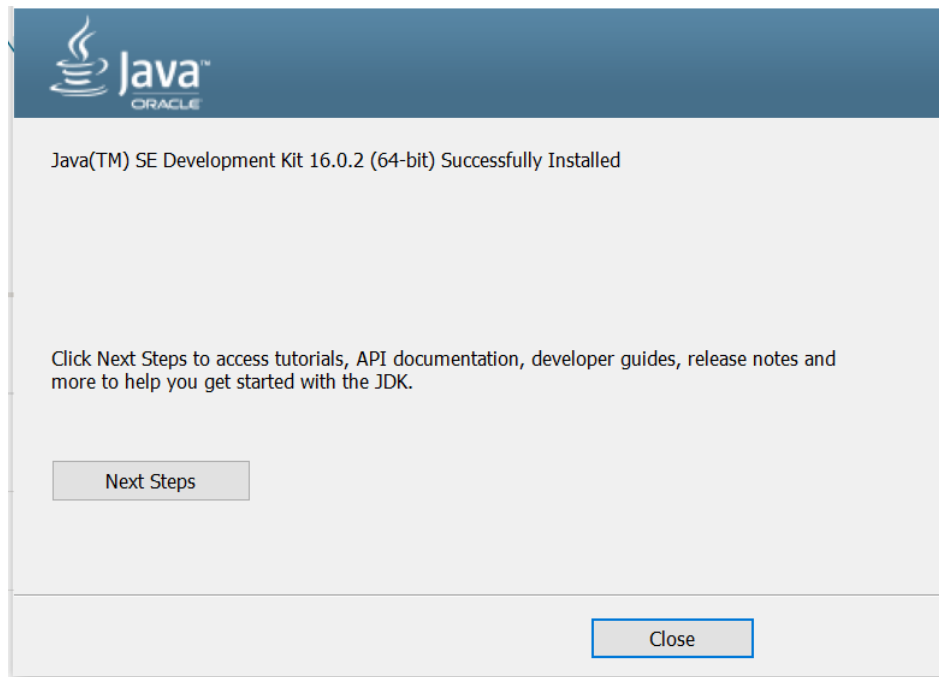 Java™
ORACLE
Java(TM) SE Development Kit 16.0.2 (64-bit) Successfully Installed
Click Next Steps to access tutorials, API documentation, developer guides, release notes and
more to help you get started with the JDK.
Next Steps
Close